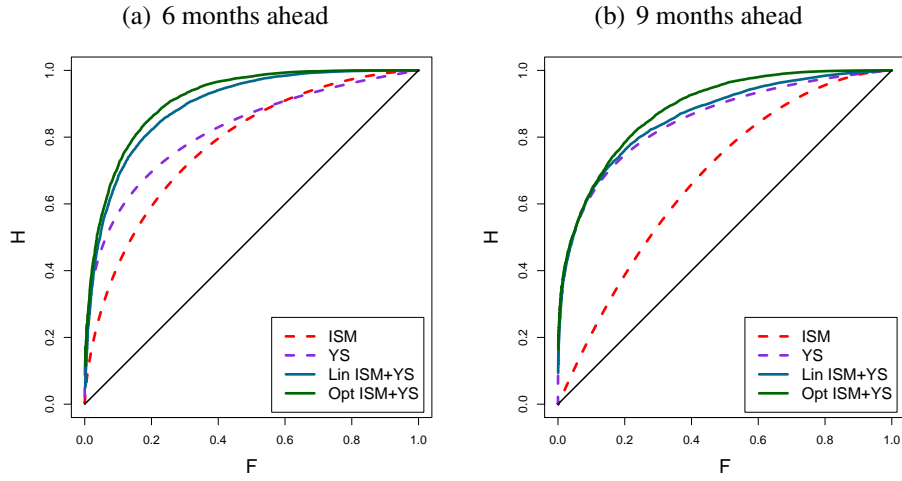 (a) 6 months ahead
1.0
0.8
0.6
0.4
0.2
0.0
H
0.0 0.2 0.4 0.6 0.8 1.0
F
ISM
YS
Lin ISM+YS
Opt ISM+YS
(b) 9 months ahead
1.0
0.8
0.6
0.4
0.2
0.0
H
0.0 0.2 0.4 0.6 0.8 1.0
F
ISM
YS
Lin ISM+YS
Opt ISM+YS